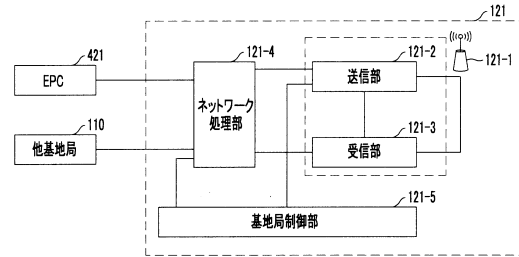 121
421
121-4
121-2
121-1
EPC
送信部
ネットワーク
処理部
110
121-3
他基地局
受信部
121-5
基地局制御部